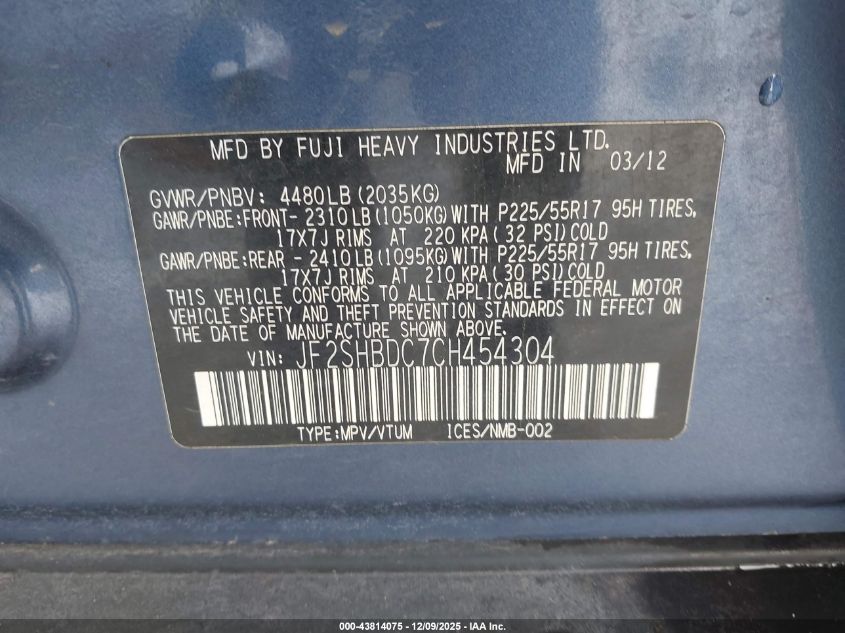 MFD BY FUJI HEAVY INDUSTRIES LTD.
MFD IN 03/12
GVWR/PNBV: 4480LB (2035KG)
GAWR/PNBE:FRONT- 2310LB (1050KG)WITH P225/55R17 95H TIRES,
17X7J RIMS AT 220 KPA ( 32 PSI) COLD
GAWR/PNBE:REAR - 2410LB (1095KG)WITH P225/55R17 95H TIRES,
17X7J RIMS AT 210 KPA ( 30 PSI) COLD
THIS VEHICLE CONFORMS TO ALL APPLICABLE FEDERAL MOTOR
VEHICLE SAFETY AND THEFT PREVENTION STANDARDS IN EFFECT ON
THE DATE OF MANUFACTURE SHOWN ABOVE.
VIN: JF2SHBDC7CH454304
TYPE:MPV/VTUM ICES/NMB-002
000-43814075 - 12/09/2025 - IAA Inc.